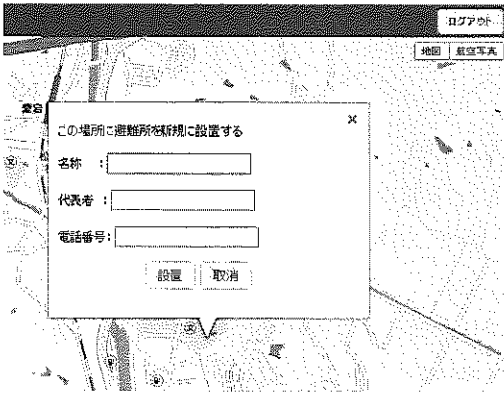 ログアウト
地図 航空写真
この場所に避難所を新規に設置する ×
名称 :
代表者 :
電話番号:
設置 取消